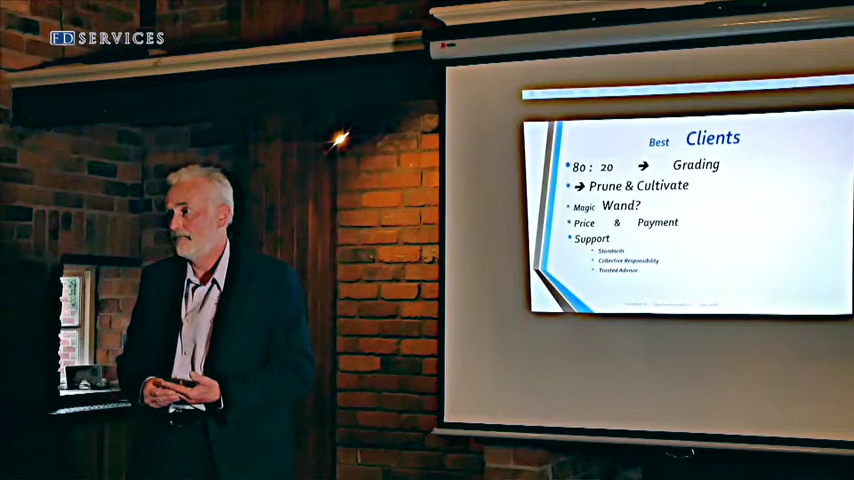 FD SERVICES
Best Clients
80 : 20 ➔ Grading
➔ Prune & Cultivate
Magic Wand?
Price & Payment
Support
Standards
Collective Responsibility
Trusted Advisor